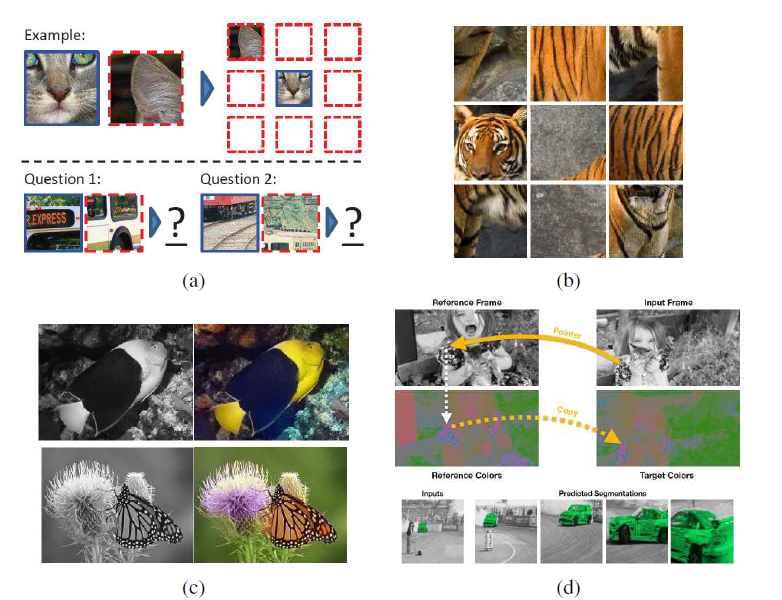 Example:
Question 1:
Question 2:
R.EXPRESS
?
?
(a)
(b)
(c)
Reference Frame
Input Frame
Pointer
Copy
Reference Colors
Target Colors
Inputs
Predicted Segmentations
(d)